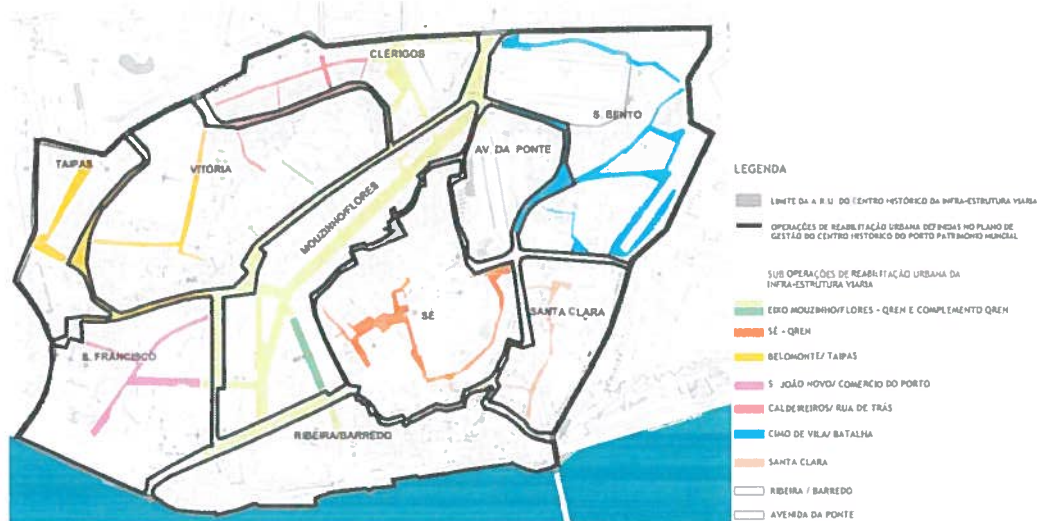 CLÉRIGOS
S. BENTO
AV. DA PONTE
TAIPAS
VITÓRIA
MOUZINHO/FLORES
SÉ
SANTA CLARA
S. FRANCISCO
RIBEIRA/BARREDO
LEGENDA
LIMITE DA A.R.U. DO CENTRO HISTÓRICO DA INFRA-ESTRUTURA VIARIA
OPERAÇÕES DE REABILITAÇÃO URBANA DEFINIDAS NO PLANO DE
GESTÃO DO CENTRO HISTÓRICO DO PORTO PATRIMONIO MUNDIAL
SUB OPERAÇÕES DE REABILITAÇÃO URBANA DA
INFRA-ESTRUTURA VIARIA
EIXO MOUZINHO/FLORES - QREN E COMPLEMENTO QREN
SÉ - QREN
BELOMONTE/ TAIPAS
S JOÃO NOVO/ COMERCIO DO PORTO
CALDEIREIROS/ RUA DE TRÁS
CIMO DE VILA/ BATALHA
SANTA CLARA
RIBEIRA / BARREDO
AVENIDA DA PONTE